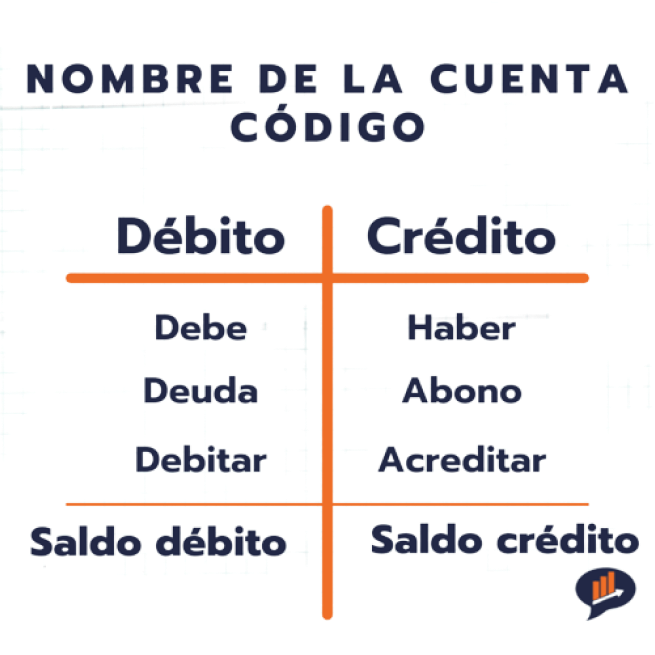 NOMBRE DE LA CUENTA
CÓDIGO
Débito Crédito
Debe Haber
Deuda Abono
Debitar Acreditar
Saldo débito Saldo crédito